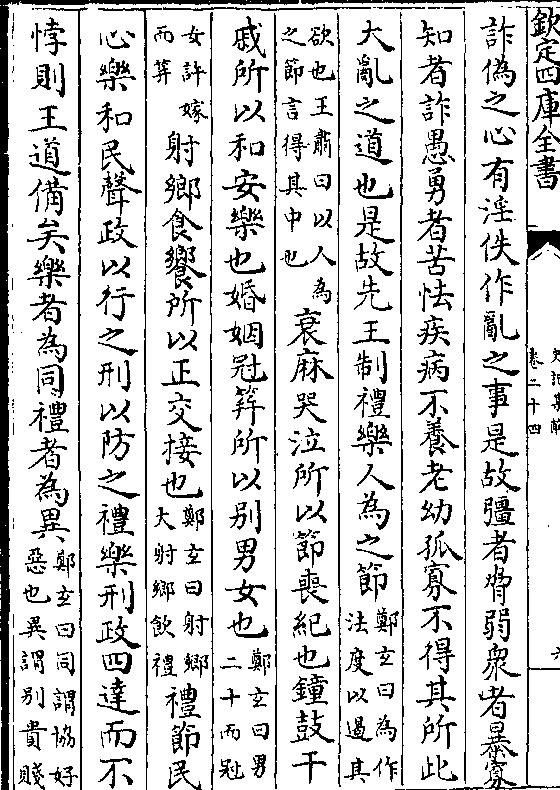 欽定四庫全書
卷二十四
詐偽之心有淫佚作亂之事是故彊者脅弱衆者暴寡
知者詐愚勇者苦怯疾病不養老幼孤寡不得其所此
大亂之道也是故先王制禮樂人為之節鄭玄曰為作法度以遏其
欲也王肅曰以人為之節言得其中也衰麻哭泣所以節喪紀也鐘鼓干
戚所以和安樂也婚姻冠筓所以别男女也鄭玄曰男二十而冠
女許嫁而筓射鄉食饗所以正交接也鄭玄曰射鄉大射鄉飲禮禮節民
心樂和民聲政以行之刑以防之禮樂刑政四達而不
悖則王道備矣樂者為同禮者為異鄭玄曰同謂協好惡也異謂别貴賤